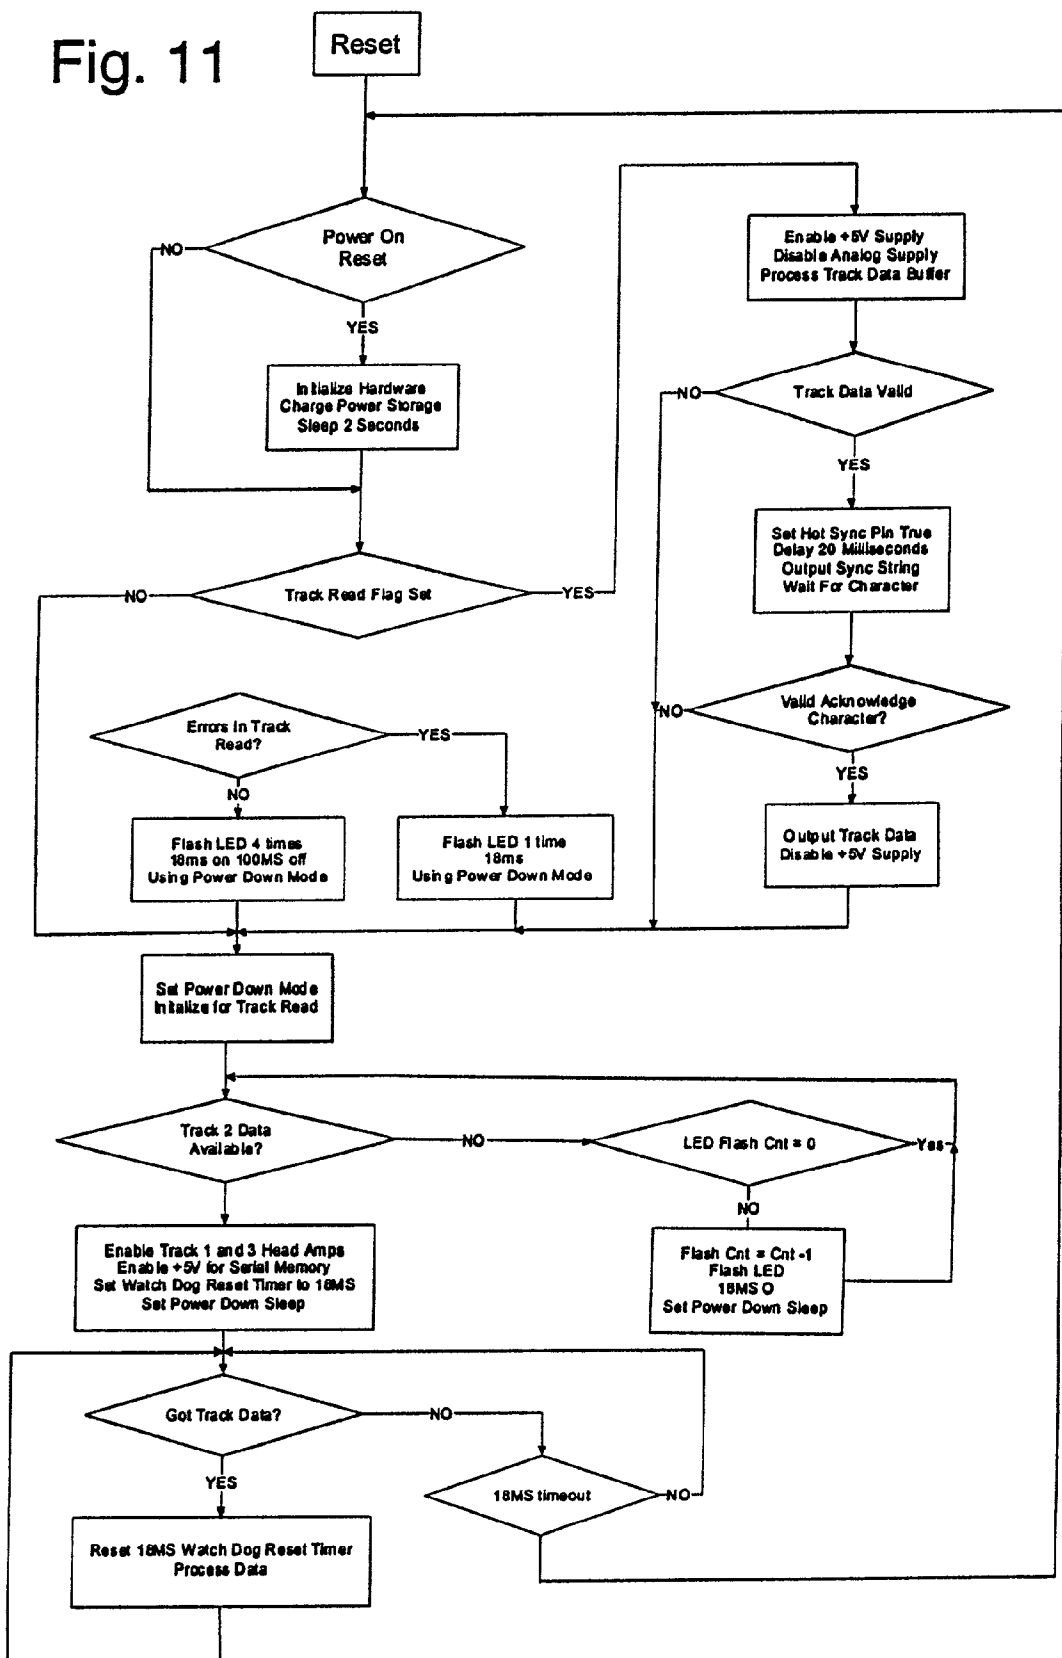 Fig. 11
Reset
Power On
Reset
NO
YES
Initialize Hardware
Charge Power Storage
Sleep 2 Seconds
Track Read Flag Set
NO
YES
Enable +5V Supply
Disable Analog Supply
Process Track Data Buffer
Track Data Valid
NO
YES
Set Hot Sync Pin True
Delay 20 Milliseconds
Output Sync String
Wait For Character
Valid Acknowledge
Character?
NO
YES
Output Track Data
Disable +5V Supply
Errors In Track
Read?
YES
NO
Flash LED 4 times
18ms on 100MS off
Using Power Down Mode
Flash LED 1 time
18ms
Using Power Down Mode
Set Power Down Mode
Initialize for Track Read
Track 2 Data
Available?
NO
LED Flash Cnt = 0
Yes
NO
Flash Cnt = Cnt -1
Flash LED
18MS O
Set Power Down Sleep
Enable Track 1 and 3 Head Amps
Enable +5V for Serial Memory
Set Watch Dog Reset Timer to 18MS
Set Power Down Sleep
Got Track Data?
NO
YES
18MS timeout
NO
Reset 18MS Watch Dog Reset Timer
Process Data